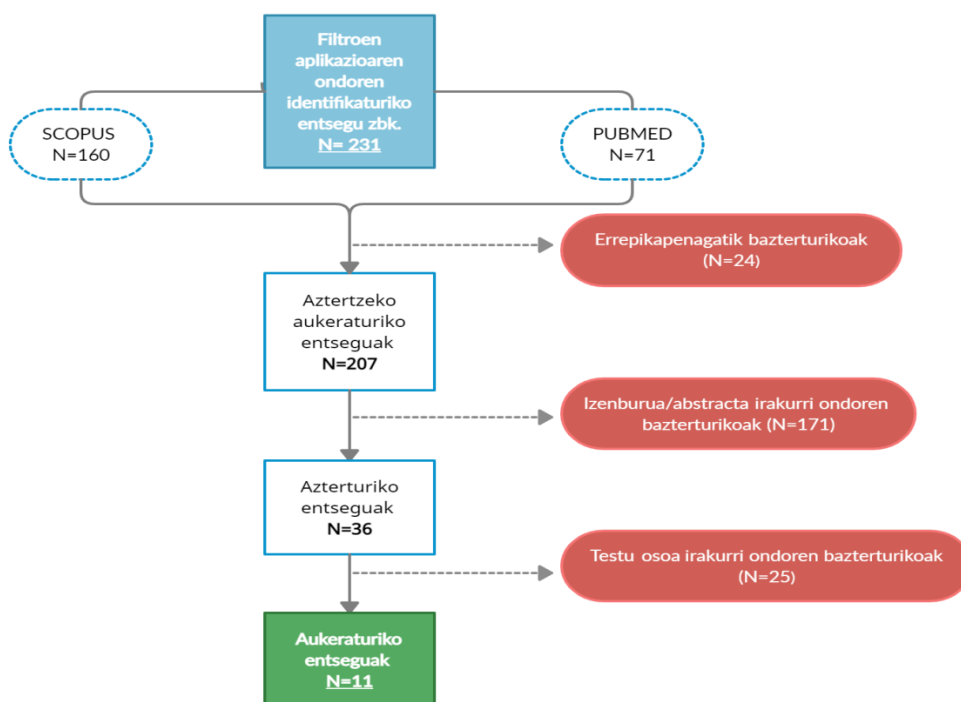 Filtroen
aplikazioaren
ondoren
identifikaturiko
entsegu zbk.
N= 231
SCOPUS
N=160
PUBMED
N=71
Errepikapenagatik bazterturikoak
(N=24)
Aztertzeko
aukeraturiko
entseguak
N=207
Izenburua/abstracta irakurri ondoren
bazterturikoak (N=171)
Azterturiko
entseguak
N=36
Testu osoa irakurri ondoren bazterturikoak
(N=25)
Aukeraturiko
entseguak
N=11